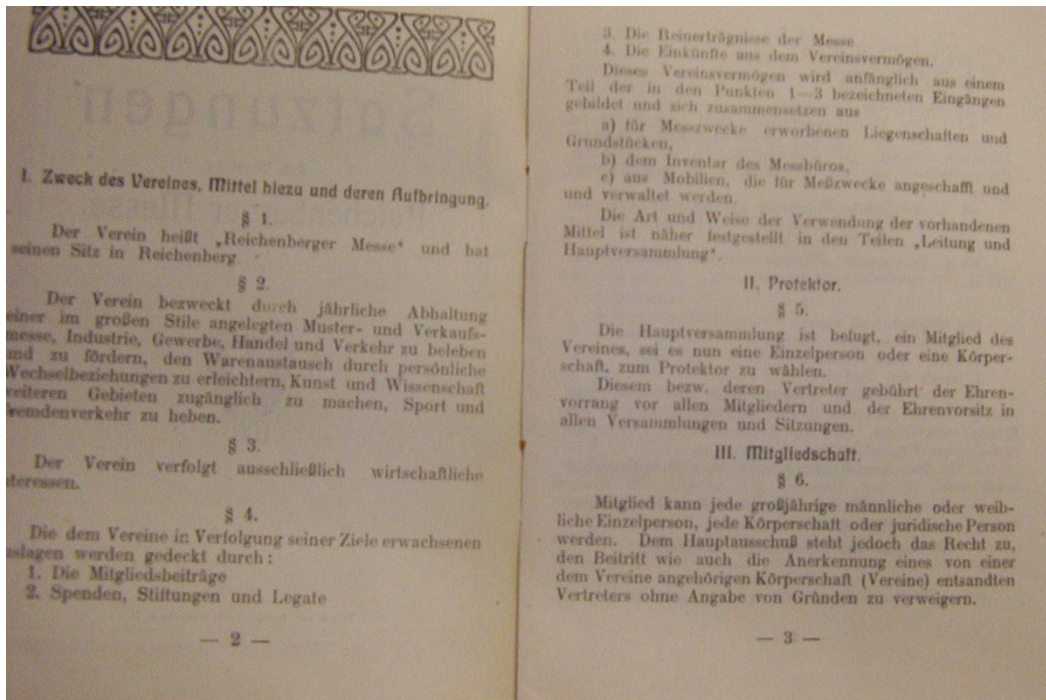 I. Zweck des Vereines, Mittel hiezu und deren Aufbringung.
§ 1.
Der Verein heißt „Reichenberger Messe“ und hat
seinen Sitz in Reichenberg
§ 2.
Der Verein bezweckt durch jährliche Abhaltung
einer im großen Stile angelegten Muster- und Verkaufs-
messe, Industrie, Gewerbe, Handel und Verkehr zu beleben
und zu fördern, den Warenaustausch durch persönliche
Wechselbeziehungen zu erleichtern, Kunst und Wissenschaft
weiteren Gebieten zugänglich zu machen, Sport und
Fremdenverkehr zu heben.
§ 3.
Der Verein verfolgt ausschließlich wirtschaftliche
nteressen.
§ 4.
Die dem Vereine in Verfolgung seiner Ziele erwachsenen
uslagen werden gedeckt durch:
1. Die Mitgliedsbeiträge
2. Spenden, Stiftungen und Legate
— 2 —
3. Die Reinerträgnisse der Messe
4. Die Einkünfte aus dem Vereinsvermögen.
Dieses Vereinsvermögen wird anfänglich aus einem
Teil der in den Punkten 1—3 bezeichneten Eingängen
gebildet und sich zusammensetzen aus
a) für Messzwecke erworbenen Liegenschaften und
Grundstücken,
b) dem Inventar des Messbüros,
c) aus Mobilien, die für Meßzwecke angeschafft und
und verwaltet werden.
Die Art und Weise der Verwendung der vorhandenen
Mittel ist näher festgestellt in den Teilen „Leitung und
Hauptversammlung“.
II. Protektor.
§ 5.
Die Hauptversammlung ist befugt, ein Mitglied des
Vereines, sei es nun eine Einzelperson oder eine Körper-
schaft, zum Protektor zu wählen.
Diesem bezw. deren Vertreter gebührt der Ehren-
vorrang vor allen Mitgliedern und der Ehrenvorsitz in
allen Versammlungen und Sitzungen.
III. Mitgliedschaft.
§ 6.
Mitglied kann jede großjährige männliche oder weib-
liche Einzelperson, jede Körperschaft oder juridische Person
werden. Dem Hauptausschuß steht jedoch das Recht zu,
den Beitritt wie auch die Anerkennung eines von einer
dem Vereine angehörigen Körperschaft (Vereine) entsandten
Vertreters ohne Angabe von Gründen zu verweigern.
— 3 —